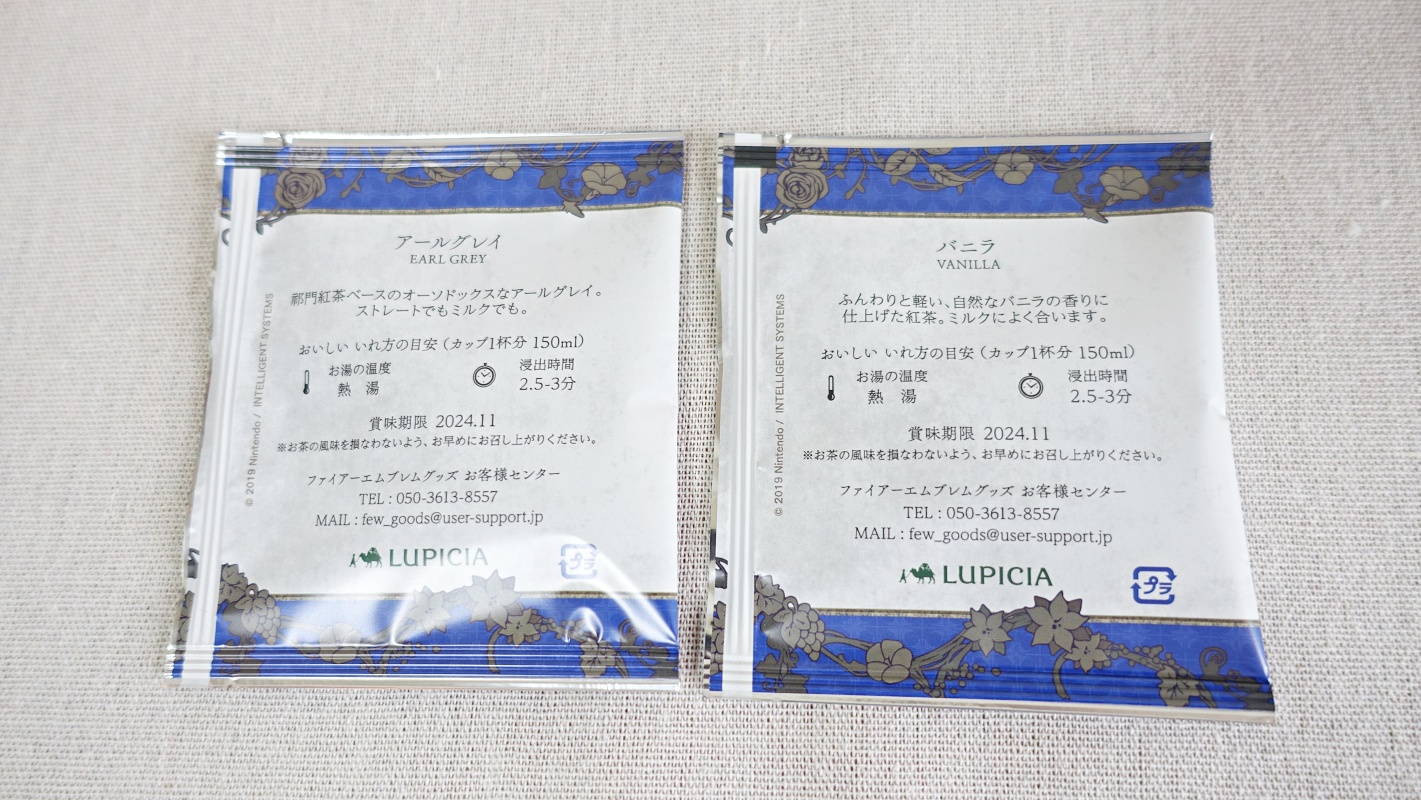 アールグレイ
EARL GREY
祁門紅茶ベースのオーソドックスなアールグレイ。
ストレートでもミルクでも。
おいしい いれ方の目安（カップ1杯分 150ml）
お湯の温度
熱 湯
浸出時間
2.5-3分
賞味期限 2024.11
※お茶の風味を損なわないよう、お早めにお召し上がりください。
ファイアーエムブレムグッズ お客様センター
TEL : 050-3613-8557
MAIL : few_goods@user-support.jp
LUPICIA
プラ
© 2019 Nintendo / INTELLIGENT SYSTEMS
バニラ
VANILLA
ふんわりと軽い、自然なバニラの香りに
仕上げた紅茶。ミルクによく合います。
おいしい いれ方の目安（カップ1杯分 150ml）
お湯の温度
熱 湯
浸出時間
2.5-3分
賞味期限 2024.11
※お茶の風味を損なわないよう、お早めにお召し上がりください。
ファイアーエムブレムグッズ お客様センター
TEL : 050-3613-8557
MAIL : few_goods@user-support.jp
LUPICIA
プラ
© 2019 Nintendo / INTELLIGENT SYSTEMS